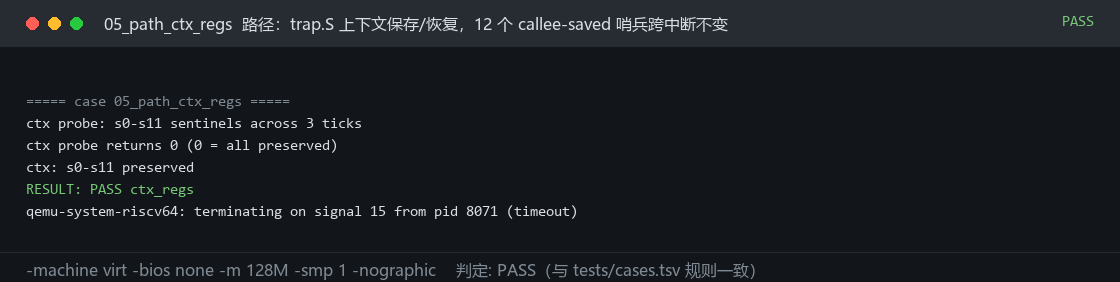 05_path_ctx_regs 路径：trap.S 上下文保存/恢复，12 个 callee-saved 哨兵跨中断不变 PASS
===== case 05_path_ctx_regs =====
ctx probe: s0-s11 sentinels across 3 ticks
ctx probe returns 0 (0 = all preserved)
ctx: s0-s11 preserved
RESULT: PASS ctx_regs
qemu-system-riscv64: terminating on signal 15 from pid 8071 (timeout)
-machine virt -bios none -m 128M -smp 1 -nographic 判定: PASS（与 tests/cases.tsv 规则一致）